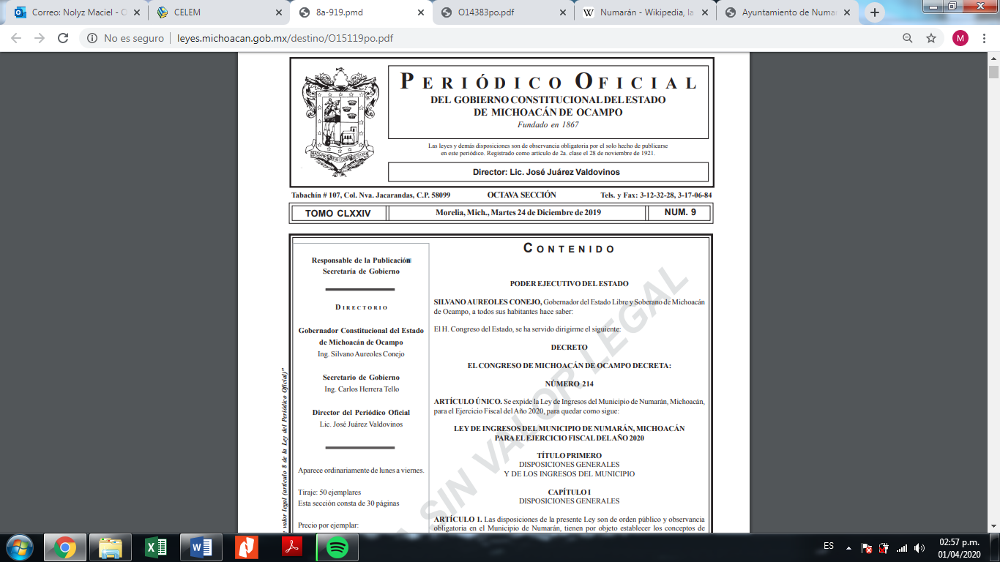 Correo: Nolyz Maciel - O
CELEM
8a-919.pmd
O14383po.pdf
Numarán - Wikipedia, la
Ayuntamiento de Numar
No es seguro
leyes.michoacan.gob.mx/destino/O15119po.pdf
M
PERIÓDICO OFICIAL
DEL GOBIERNO CONSTITUCIONAL DEL ESTADO
DE MICHOACÁN DE OCAMPO
Fundado en 1867
Las leyes y demás disposiciones son de observancia obligatoria por el solo hecho de publicarse
en este periódico. Registrado como artículo de 2a. clase el 28 de noviembre de 1921.
Director: Lic. José Juárez Valdovinos
Tabachín # 107, Col. Nva. Jacarandas, C.P. 58099
OCTAVA SECCIÓN
Tels. y Fax: 3-12-32-28, 3-17-06-84
TOMO CLXXIV
Morelia, Mich., Martes 24 de Diciembre de 2019
NUM. 9
Responsable de la Publicación
Secretaría de Gobierno
DIRECTORIO
Gobernador Constitucional del Estado
de Michoacán de Ocampo
Ing. Silvano Aureoles Conejo
Secretario de Gobierno
Ing. Carlos Herrera Tello
Director del Periódico Oficial
Lic. José Juárez Valdovinos
Aparece ordinariamente de lunes a viernes.
Tiraje: 50 ejemplares
Esta sección consta de 30 páginas
Precio por ejemplar:
valor legal (artículo 8 de la Ley del Periódico Oficial)"
CONTENIDO
PODER EJECUTIVO DEL ESTADO
SILVANO AUREOLES CONEJO, Gobernador del Estado Libre y Soberano de Michoacán
de Ocampo, a todos sus habitantes hace saber:
El H. Congreso del Estado, se ha servido dirigirme el siguiente:
DECRETO
EL CONGRESO DE MICHOACÁN DE OCAMPO DECRETA:
NÚMERO 214
ARTÍCULO ÚNICO. Se expide la Ley de Ingresos del Municipio de Numarán, Michoacán,
para el Ejercicio Fiscal del Año 2020, para quedar como sigue:
LEY DE INGRESOS DEL MUNICIPIO DE NUMARÁN, MICHOACÁN
PARA EL EJERCICIO FISCAL DEL AÑO 2020
TÍTULO PRIMERO
DISPOSICIONES GENERALES
Y DE LOS INGRESOS DEL MUNICIPIO
CAPÍTULO I
DISPOSICIONES GENERALES
ARTÍCULO 1. Las disposiciones de la presente Ley son de orden público y observancia
obligatoria en el Municipio de Numarán, tienen por objeto establecer los conceptos de
SIN VALOR LEGAL
ES
02:57 p.m.
01/04/2020